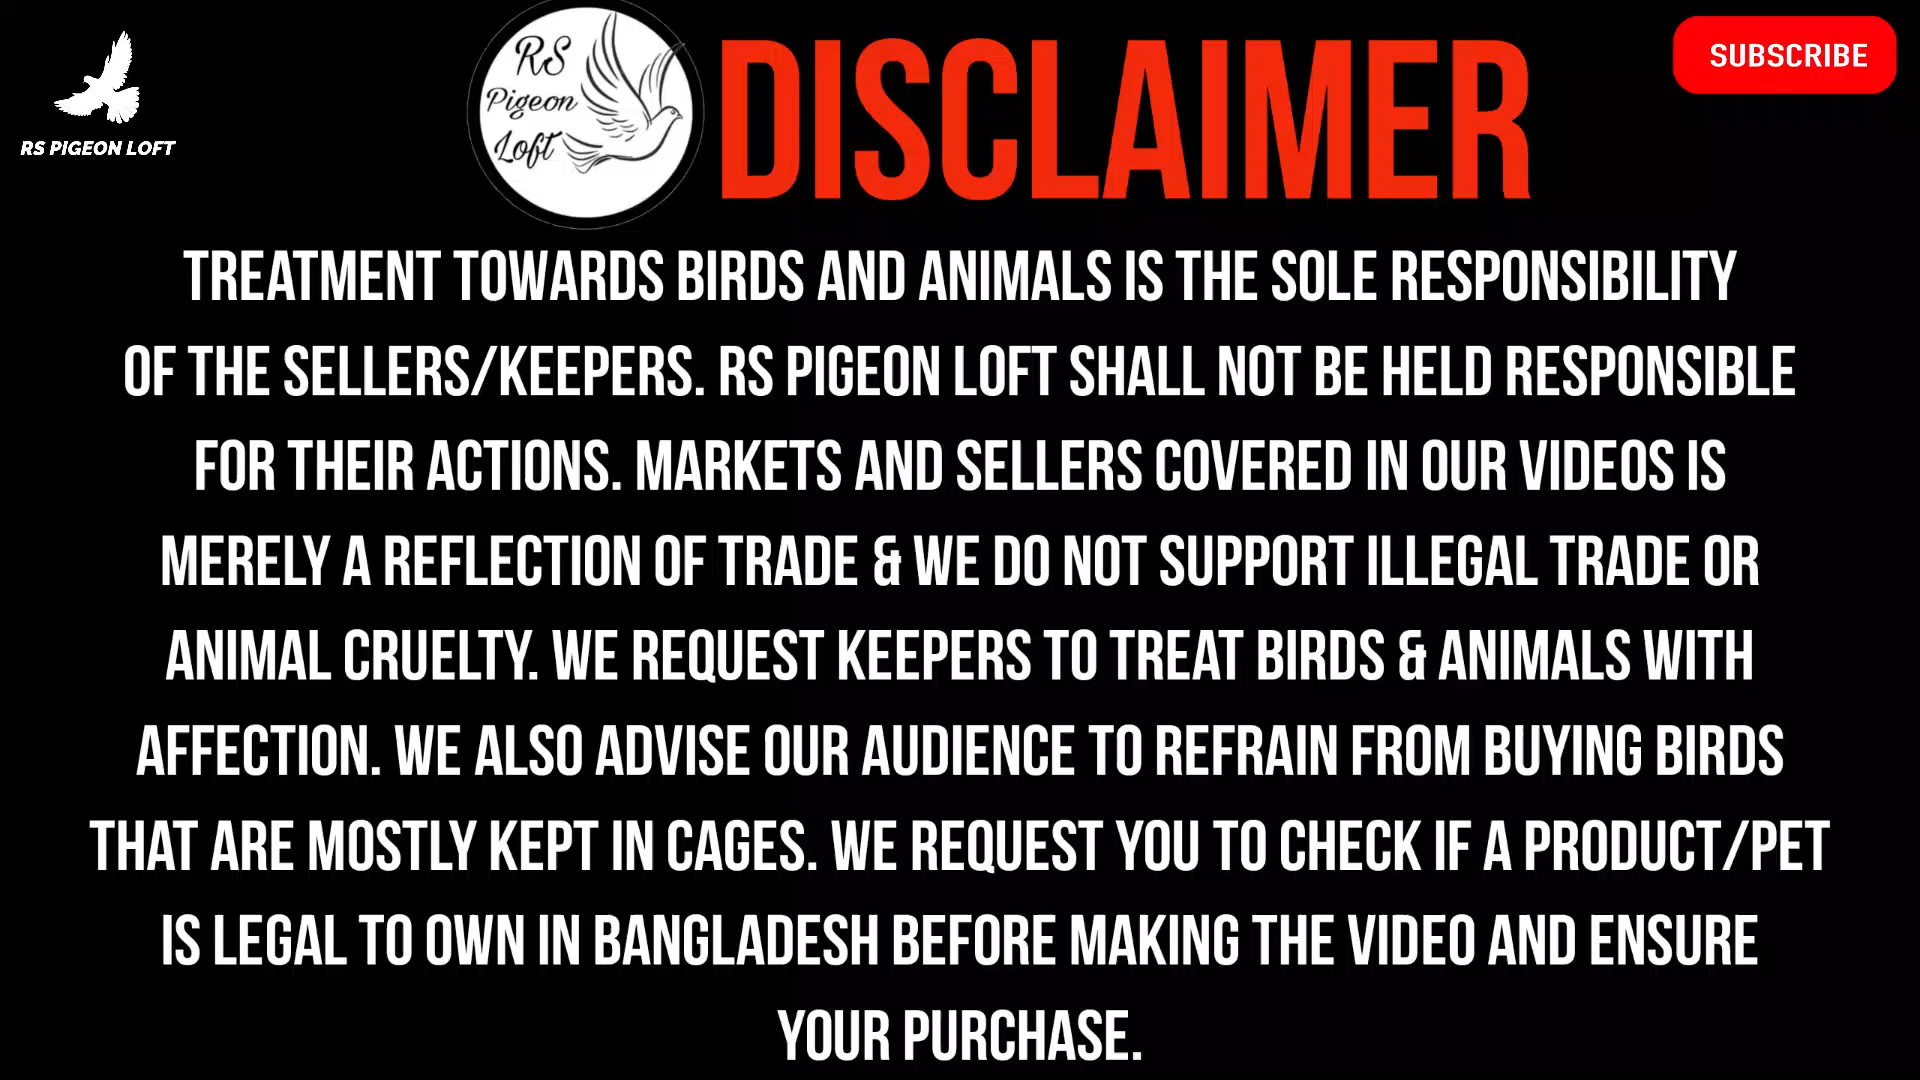 RS
Pigeon
Loft
DISCLAIMER
SUBSCRIBE
RS PIGEON LOFT
TREATMENT TOWARDS BIRDS AND ANIMALS IS THE SOLE RESPONSIBILITY
OF THE SELLERS/KEEPERS. RS PIGEON LOFT SHALL NOT BE HELD RESPONSIBLE
FOR THEIR ACTIONS. MARKETS AND SELLERS COVERED IN OUR VIDEOS IS
MERELY A REFLECTION OF TRADE & WE DO NOT SUPPORT ILLEGAL TRADE OR
ANIMAL CRUELTY. WE REQUEST KEEPERS TO TREAT BIRDS & ANIMALS WITH
AFFECTION. WE ALSO ADVISE OUR AUDIENCE TO REFRAIN FROM BUYING BIRDS
THAT ARE MOSTLY KEPT IN CAGES. WE REQUEST YOU TO CHECK IF A PRODUCT/PET
IS LEGAL TO OWN IN BANGLADESH BEFORE MAKING THE VIDEO AND ENSURE
YOUR PURCHASE.